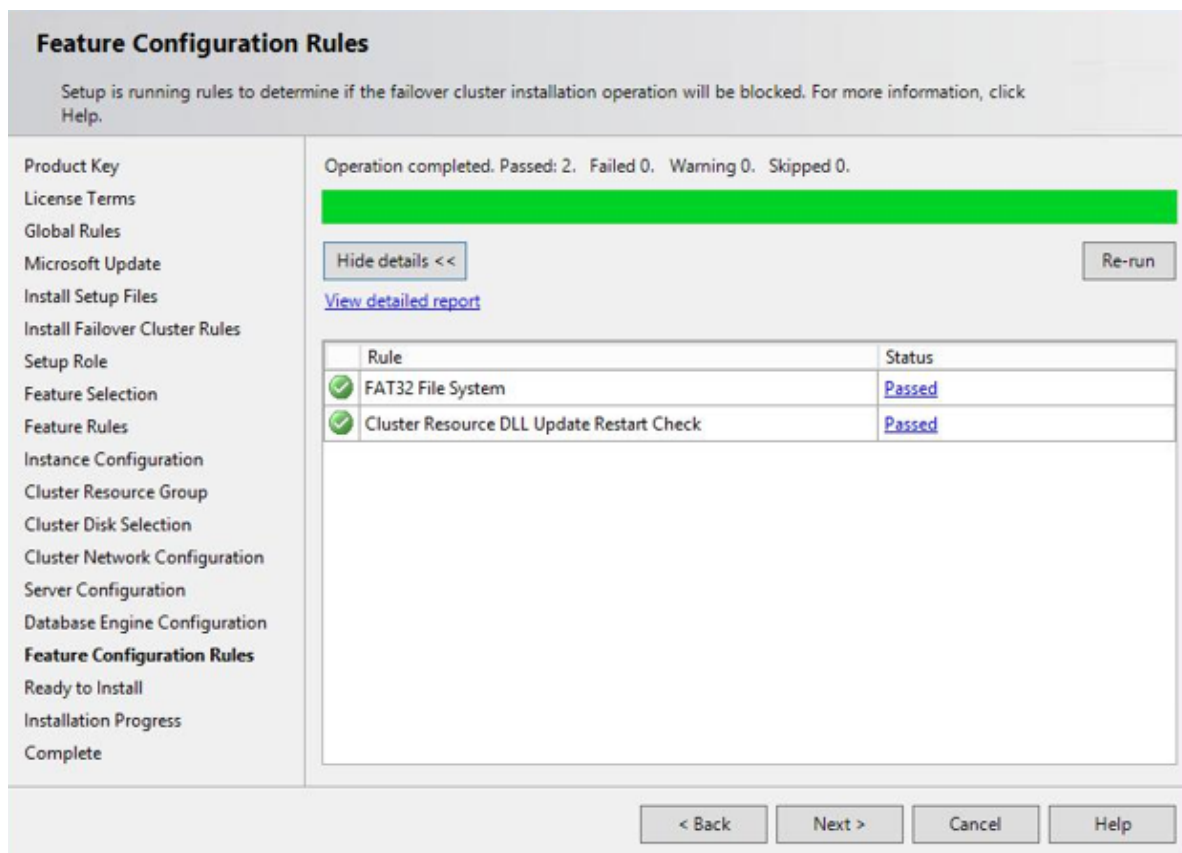 Feature Configuration Rules
Setup is running rules to determine if the failover cluster installation operation will be blocked. For more information, click
Help.
Product Key
License Terms
Global Rules
Microsoft Update
Install Setup Files
Install Failover Cluster Rules
Setup Role
Feature Selection
Feature Rules
Instance Configuration
Cluster Resource Group
Cluster Disk Selection
Cluster Network Configuration
Server Configuration
Database Engine Configuration
Feature Configuration Rules
Ready to Install
Installation Progress
Complete
Operation completed. Passed: 2.   Failed 0.   Warning 0.   Skipped 0.
Hide details << Re-run
View detailed report
Rule Status
FAT32 File System Passed
Cluster Resource DLL Update Restart Check Passed
< Back Next > Cancel Help